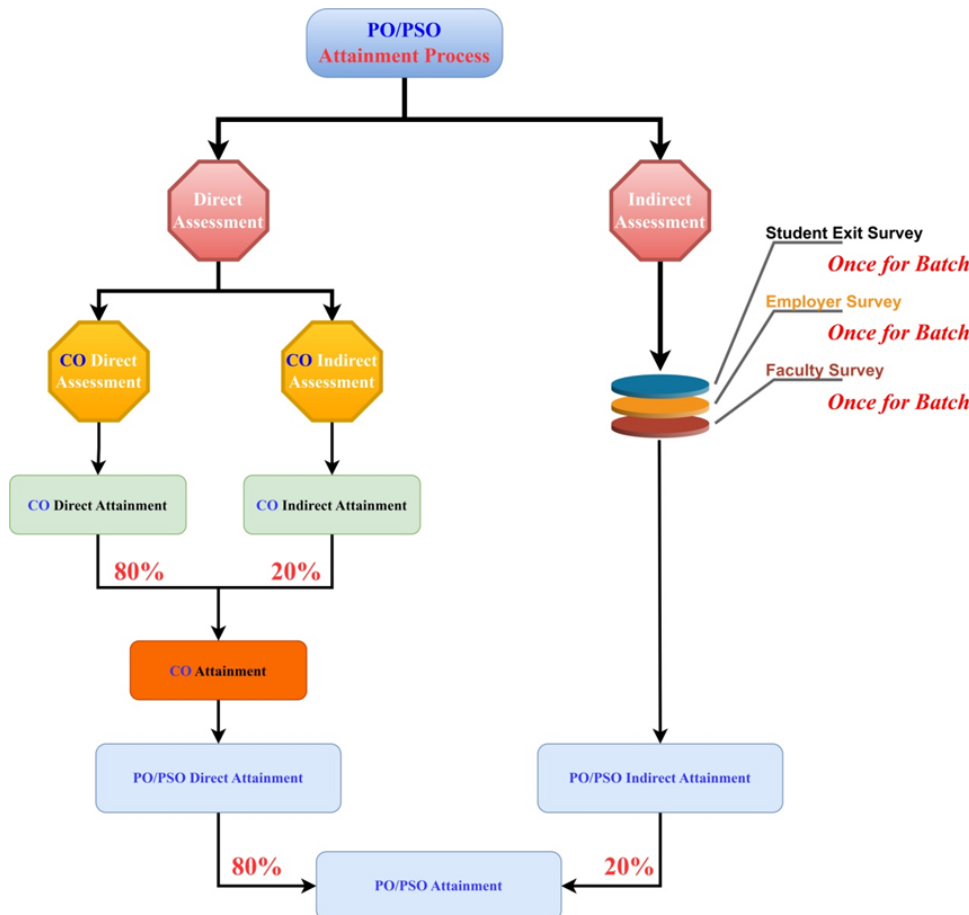 PO/PSO
Attainment Process
Direct
Assessment
Indirect
Assessment
Student Exit Survey
Once for Batch
Employer Survey
Once for Batch
Faculty Survey
Once for Batch
CO Direct
Assessment
CO Indirect
Assessment
CO Direct Attainment
CO Indirect Attainment
80%
20%
CO Attainment
PO/PSO Direct Attainment
PO/PSO Indirect Attainment
80%
20%
PO/PSO Attainment